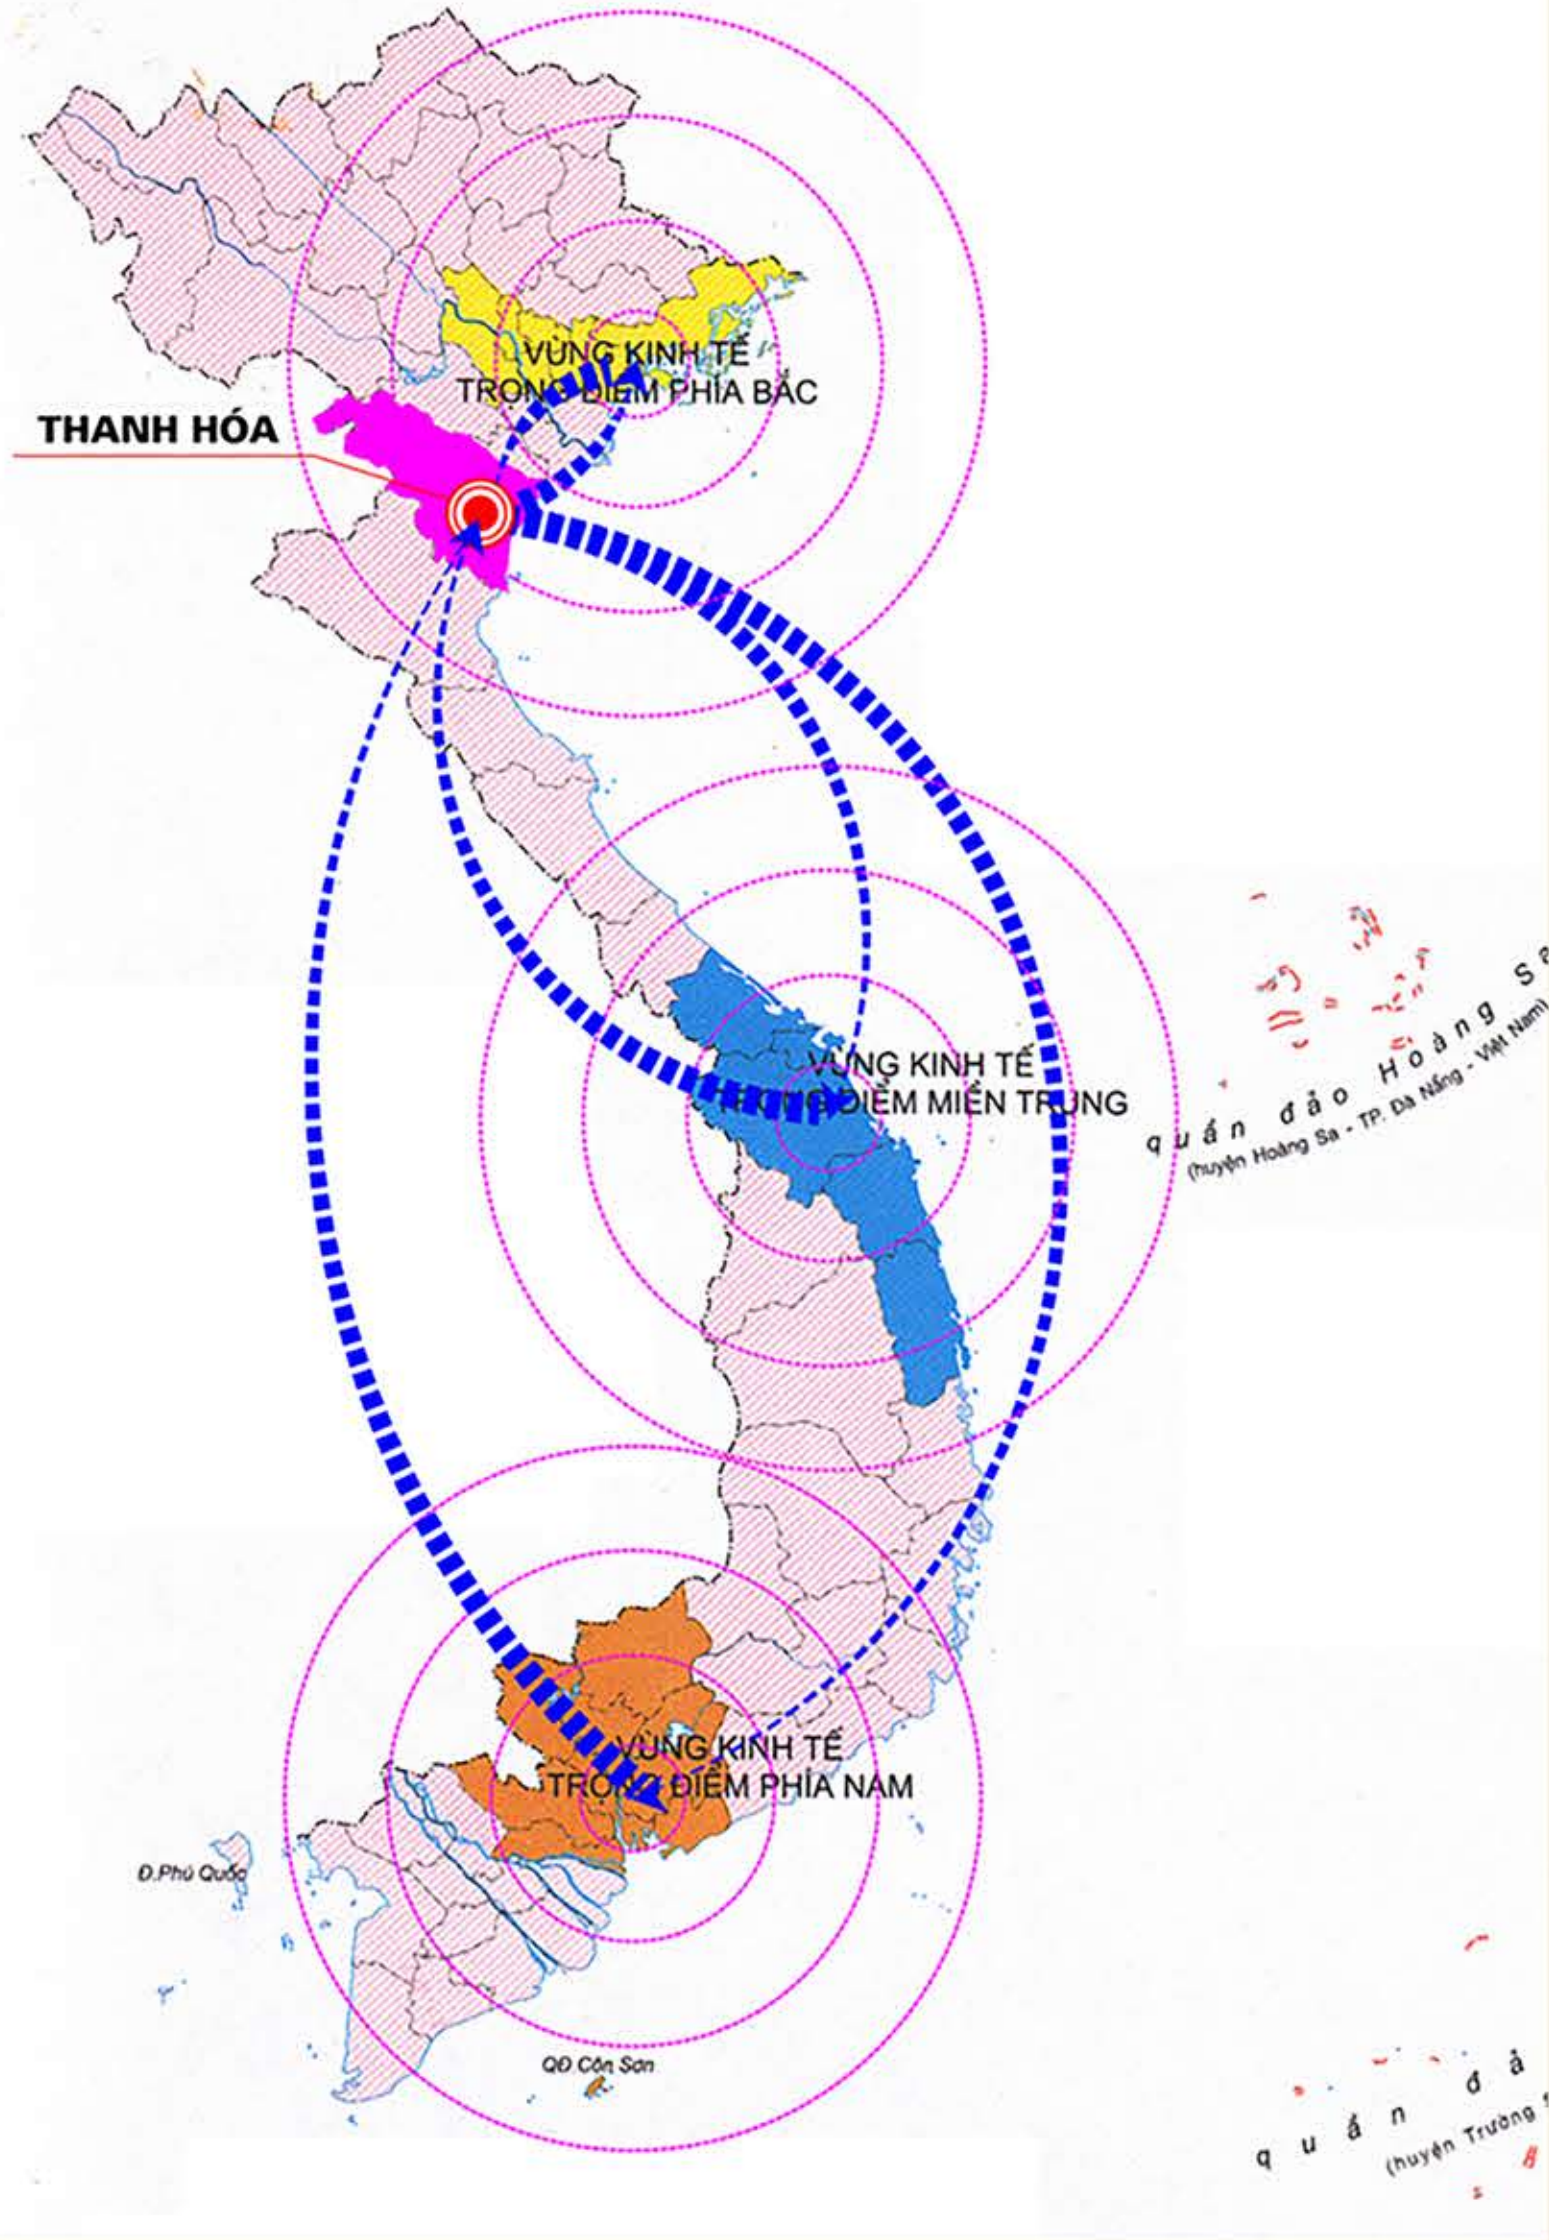 VÙNG KINH TẾ
TRỌNG ĐIỂM PHÍA BẮC
THANH HÓA
VÙNG KINH TẾ
TRỌNG ĐIỂM MIỀN TRUNG
quần đảo Hoàng Sa
(huyện Hoàng Sa - TP. Đà Nẵng - Việt Nam)
VÙNG KINH TẾ
TRỌNG ĐIỂM PHÍA NAM
Đ.Phú Quốc
QĐ.Côn Sơn
quần đả
(huyện Trường